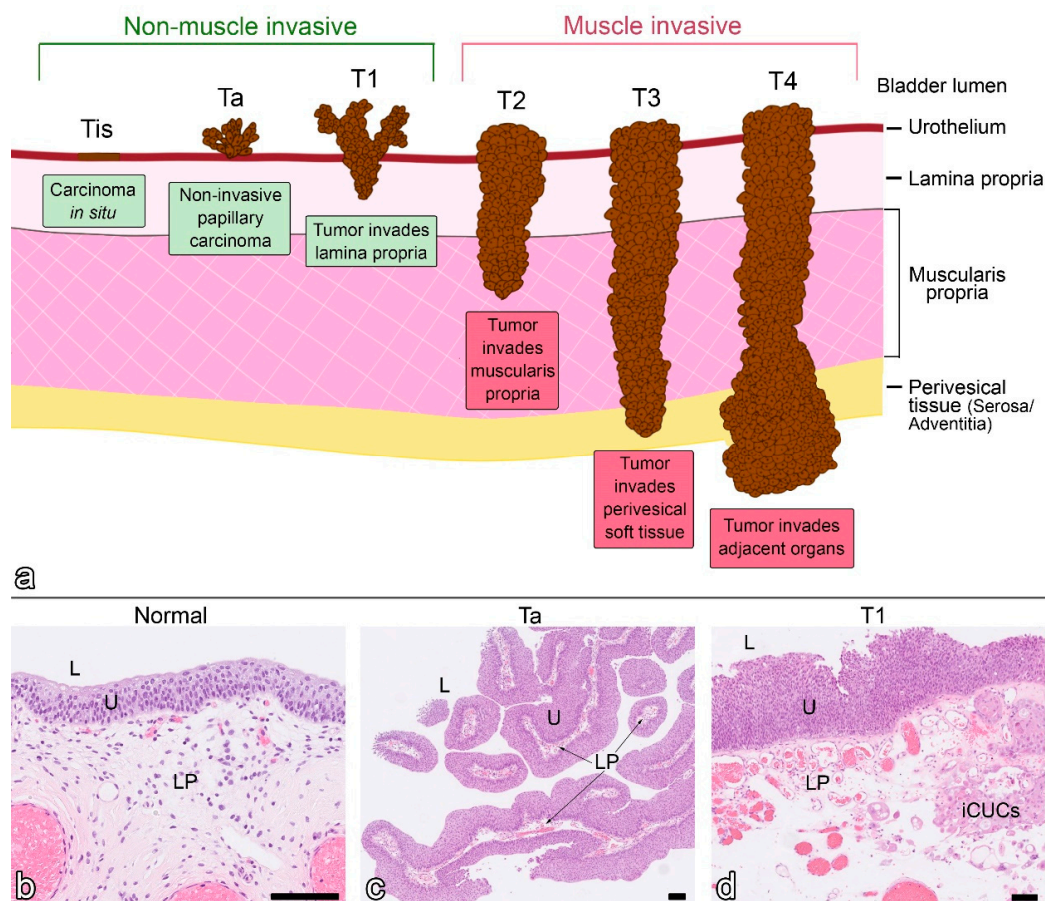 Non-muscle invasive
Muscle invasive
Tis
Ta
T1
T2
T3
T4
Bladder lumen
Urothelium
Lamina propria
Muscularis
propria
Perivesical
tissue (Serosa/
Adventitia)
Carcinoma
in situ
Non-invasive
papillary
carcinoma
Tumor invades
lamina propria
Tumor
invades
muscularis
propria
Tumor
invades
perivesical
soft tissue
Tumor invades
adjacent organs
a
Normal
L
U
LP
b
Ta
L
U
LP
c
T1
L
U
LP
iCUCs
d